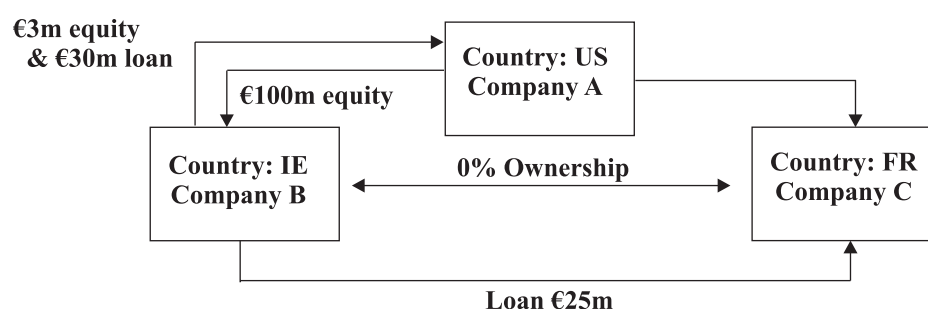 €3m equity
& €30m loan
Country: US
Company A
€100m equity
Country: IE
Company B
0% Ownership
Country: FR
Company C
Loan €25m